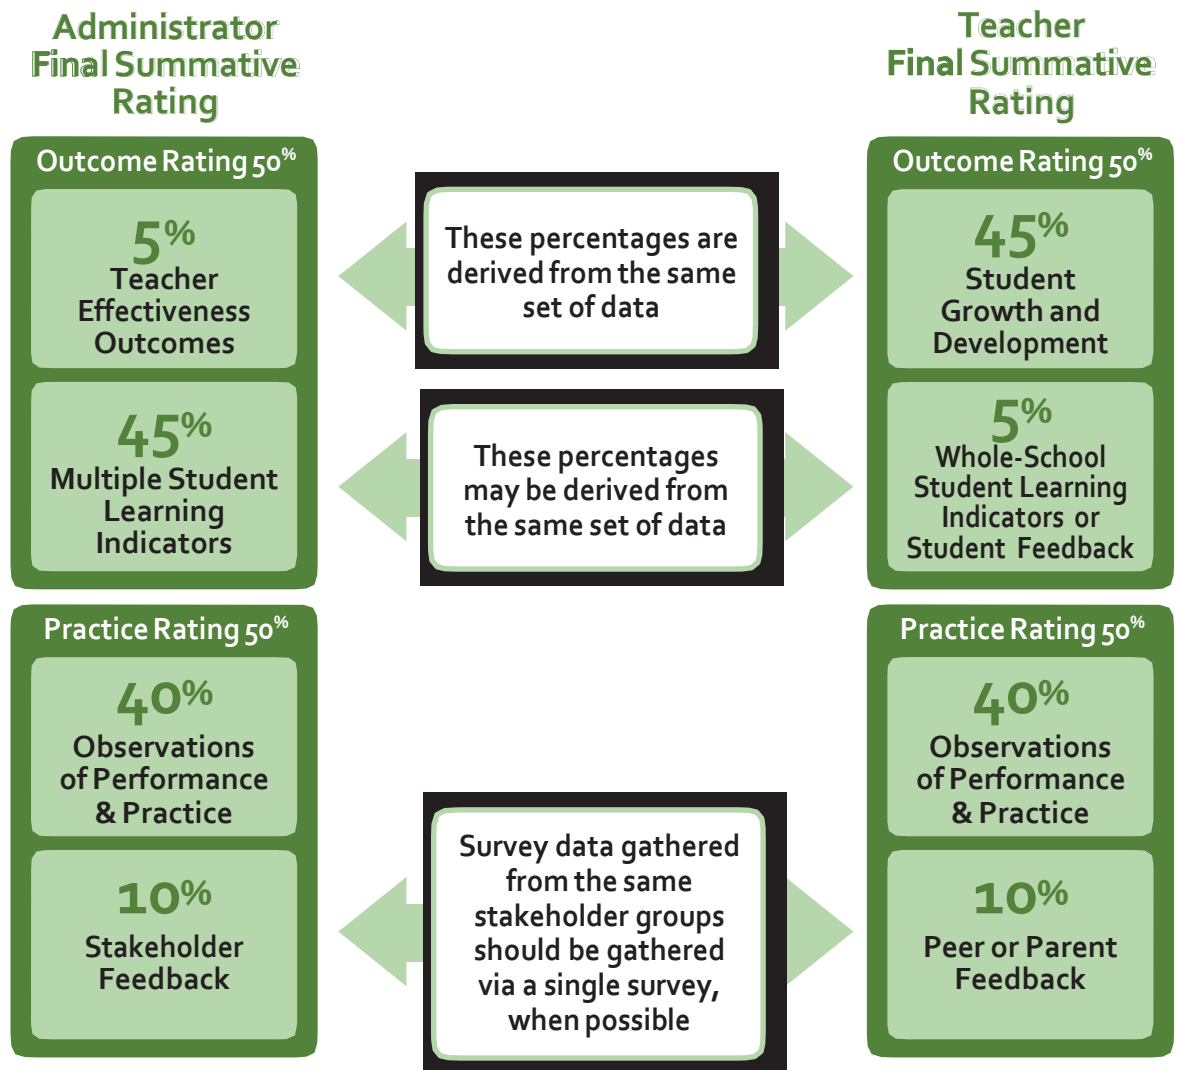 Administrator
Final Summative
Rating
Outcome Rating 50%
5%
Teacher
Effectiveness
Outcomes
45%
Multiple Student
Learning
Indicators
Practice Rating 50%
40%
Observations
of Performance
& Practice
10%
Stakeholder
Feedback
These percentages are
derived from the same
set of data
These percentages
may be derived from
the same set of data
Survey data gathered
from the same
stakeholder groups
should be gathered
via a single survey,
when possible
Teacher
Final Summative
Rating
Outcome Rating 50%
45%
Student
Growth and
Development
5%
Whole-School
Student Learning
Indicators or
Student Feedback
Practice Rating 50%
40%
Observations
of Performance
& Practice
10%
Peer or Parent
Feedback